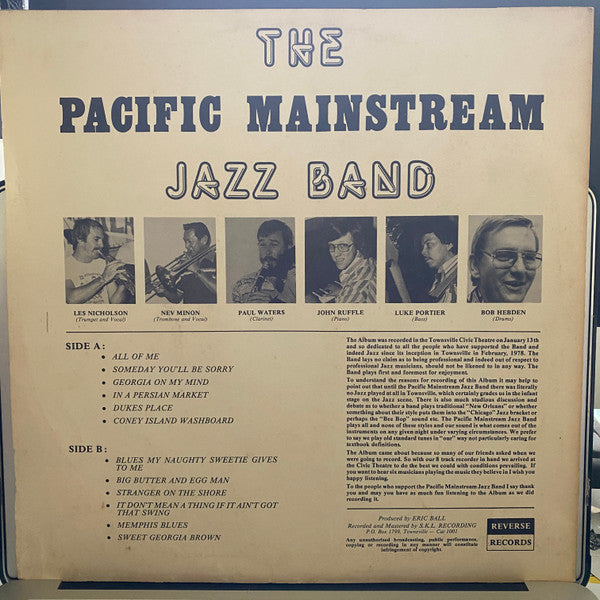 THE
PACIFIC MAINSTREAM
JAZZ BAND
LES NICHOLSON
(Trumpet and Vocal)
NEV MINON
(Trombone and Vocal)
PAUL WATERS
(Clarinet)
JOHN RUFFLE
(Piano)
LUKE PORTIER
(Bass)
BOB HEBDEN
(Drums)
SIDE A :
• ALL OF ME
• SOMEDAY YOU'LL BE SORRY
• GEORGIA ON MY MIND
• IN A PERSIAN MARKET
• DUKES PLACE
• CONEY ISLAND WASHBOARD
SIDE B :
• BLUES MY NAUGHTY SWEETIE GIVES
TO ME
• BIG BUTTER AND EGG MAN
• STRANGER ON THE SHORE
• IT DON'T MEAN A THING IF IT AIN'T GOT
THAT SWING
• MEMPHIS BLUES
• SWEET GEORGIA BROWN
The Album was recorded in the Townsville Civic Theatre on January 13th
and so dedicated to all the people who have supported the Band and
indeed Jazz since its inception in Townsville in February, 1978. The
Band lays no claim as to being professional and indeed out of respect to
professional Jazz musicians, should not be likened to in any way. The
Band plays first and foremost for enjoyment.
To understand the reasons for recording of this Album it may help to
point out that until the Pacific Mainstream Jazz Band there was literally
no Jazz played at all in Townsville, which certainly grades us in the infant
stage on the Jazz scene. There is also much studious discussion and
debate as to whether a band plays traditional "New Orleans" or whether
something about their style puts them into the "Chicago" Jazz bracket or
perhaps the "Bee Bop" sound etc. The Pacific Mainstream Jazz Band
plays all and none of these styles and our sound is what comes out of the
instruments on any given night under varying circumstances. We prefer
to say we play old standard tunes in "our" way not particularly caring for
textbook definitions.
The Album came about because so many of our friends asked when we
were going to record. So with our 8 track recorder in hand we arrived at
the Civic Theatre to do the best we could with conditions prevailing. If
you want to hear six musicians playing the music they believe in I wish you
happy listening.
To the people who support the Pacific Mainstream Jazz Band I say thank
you and may you have as much fun listening to the Album as we did
recording it.
Produced by ERIC BALL
Recorded and Mastered by S.K.L. RECORDING
P.O. Box 1799, Townsville — Cat 1001
Any unauthorised broadcasting, public performance,
copying or recording in any manner will constitute
infringement of copyright.
REVERSE
RECORDS